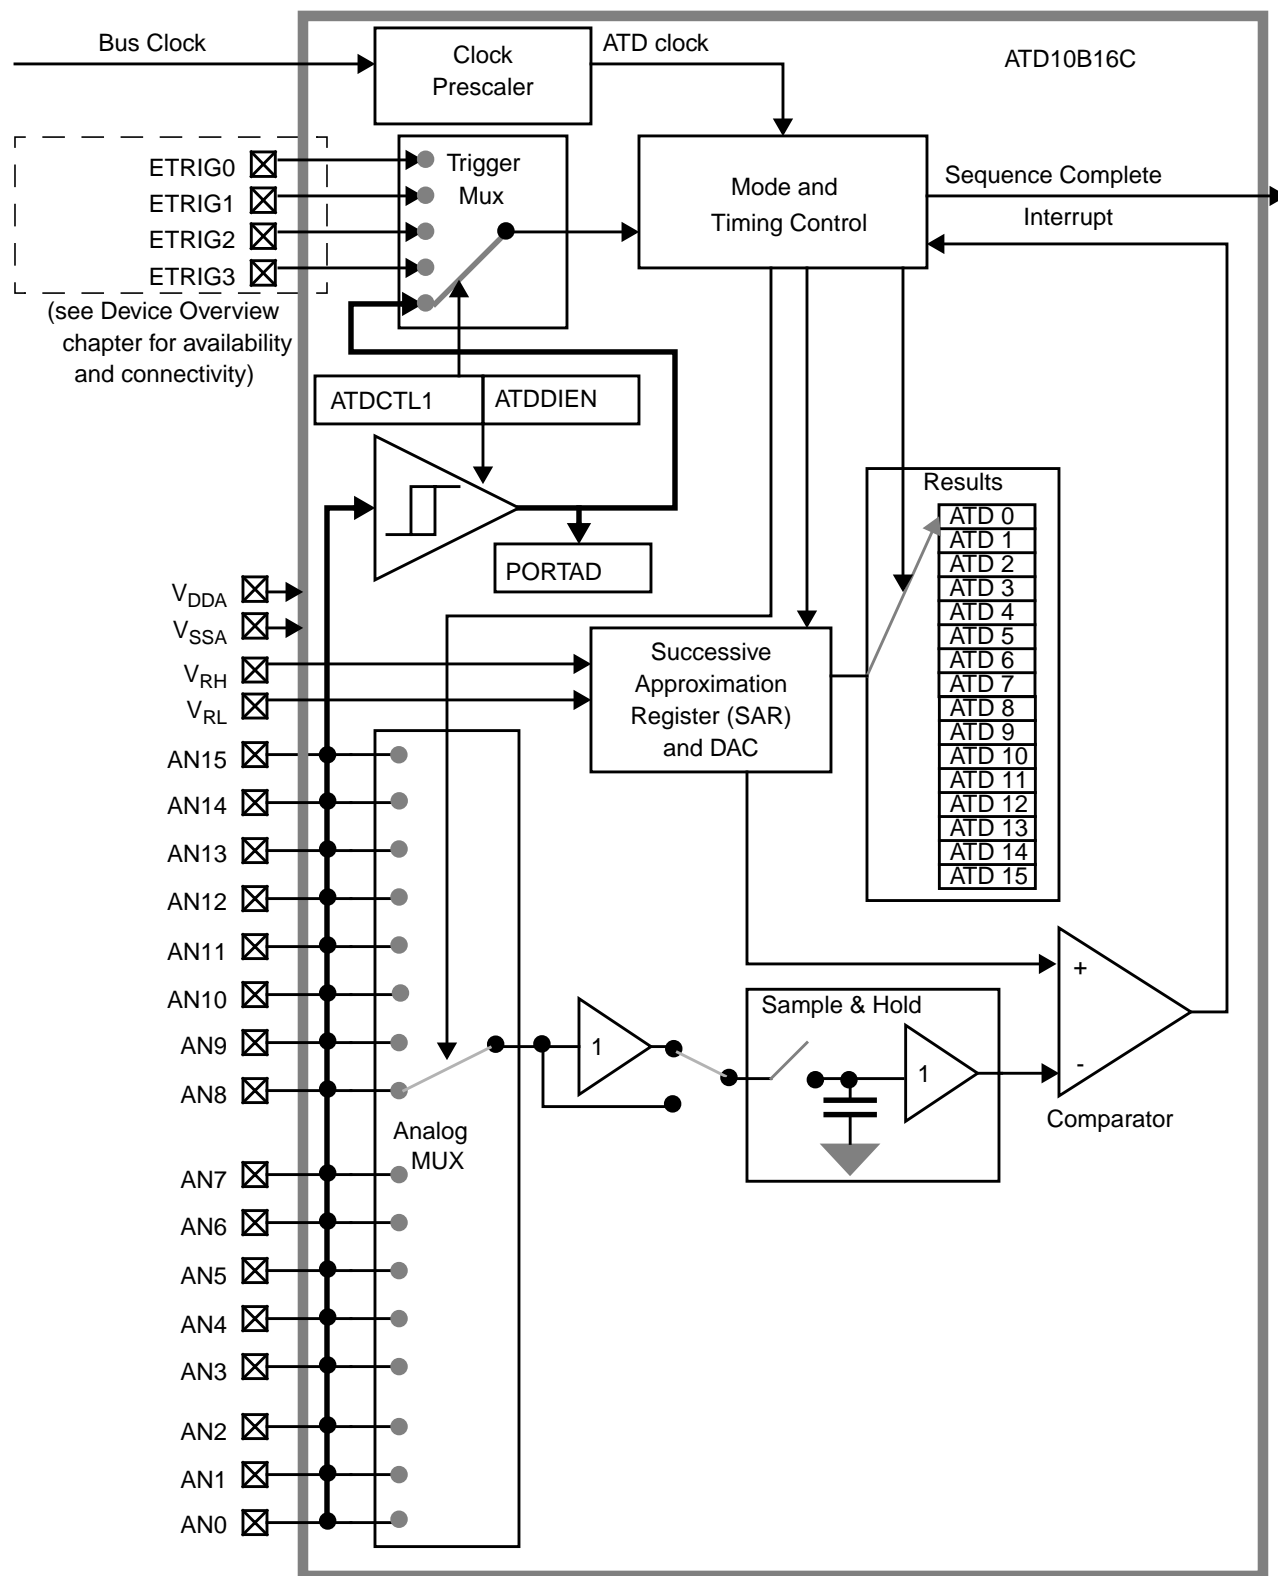 Bus Clock
Clock
Prescaler
ATD clock
ATD10B16C
ETRIG0
ETRIG1
ETRIG2
ETRIG3
(see Device Overview
chapter for availability
and connectivity)
Trigger
Mux
Mode and
Timing Control
Sequence Complete
Interrupt
ATDCTL1
ATDDIEN
PORTAD
Results
ATD 0
ATD 1
ATD 2
ATD 3
ATD 4
ATD 5
ATD 6
ATD 7
ATD 8
ATD 9
ATD 10
ATD 11
ATD 12
ATD 13
ATD 14
ATD 15
VDDA
VSSA
VRH
VRL
Successive
Approximation
Register (SAR)
and DAC
AN15
AN14
AN13
AN12
AN11
AN10
AN9
AN8
AN7
AN6
AN5
AN4
AN3
AN2
AN1
AN0
Analog
MUX
1
Sample & Hold
1
+
-
Comparator